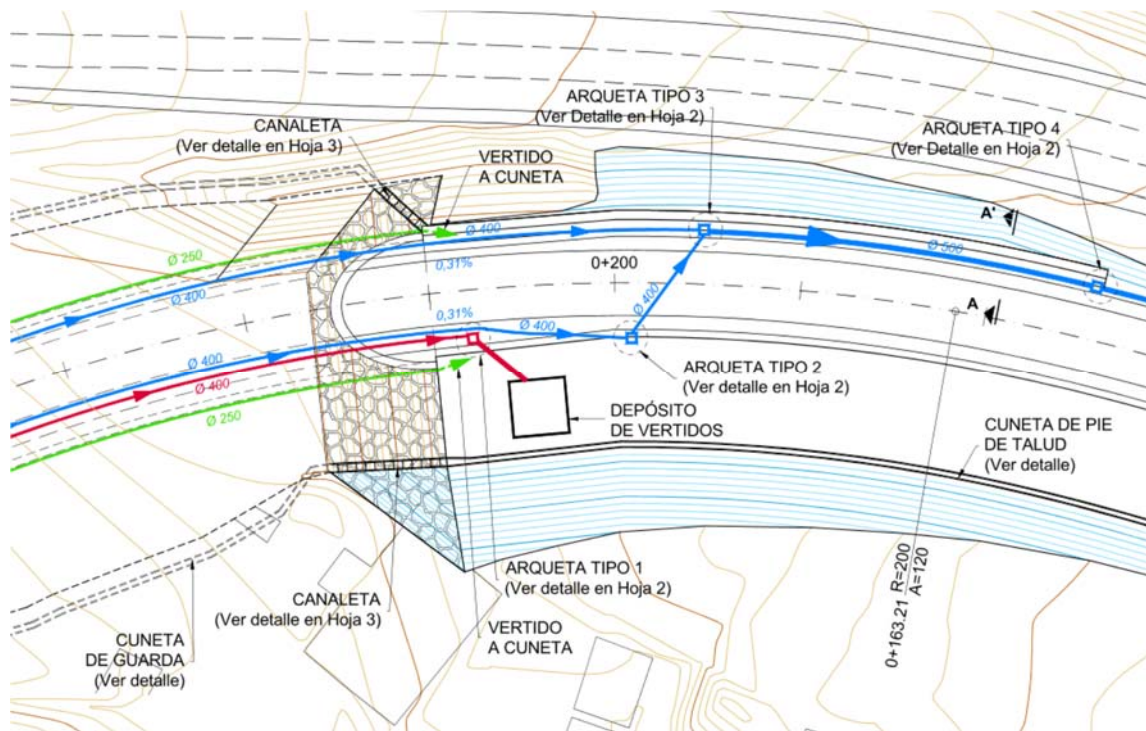 ARQUETA TIPO 3
(Ver Detalle en Hoja 2)
CANALETA
(Ver detalle en Hoja 3)
ARQUETA TIPO 4
(Ver Detalle en Hoja 2)
VERTIDO
A CUNETA
A'
Ø 250
Ø 400
Ø 400
Ø 500
0,31%
0+200
Ø 400
A
0,31%
Ø 400
Ø 400
Ø 400
Ø 250
ARQUETA TIPO 2
(Ver detalle en Hoja 2)
DEPÓSITO
DE VERTIDOS
CUNETA DE PIE
DE TALUD
(Ver detalle)
ARQUETA TIPO 1
(Ver detalle en Hoja 2)
CANALETA
(Ver detalle en Hoja 3)
VERTIDO
A CUNETA
CUNETA
DE GUARDA
(Ver detalle)
0+163.21 R=200
A=120